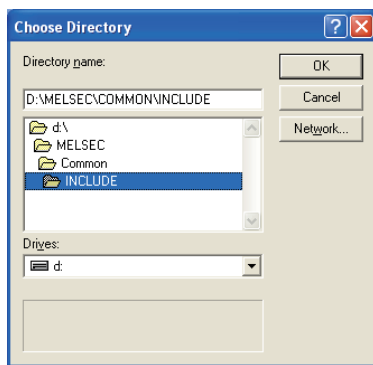 Choose Directory
Directory name:
OK
D:\MELSEC\COMMON\INCLUDE
Cancel
d:\
Network...
MELSEC
Common
INCLUDE
Drives:
d: